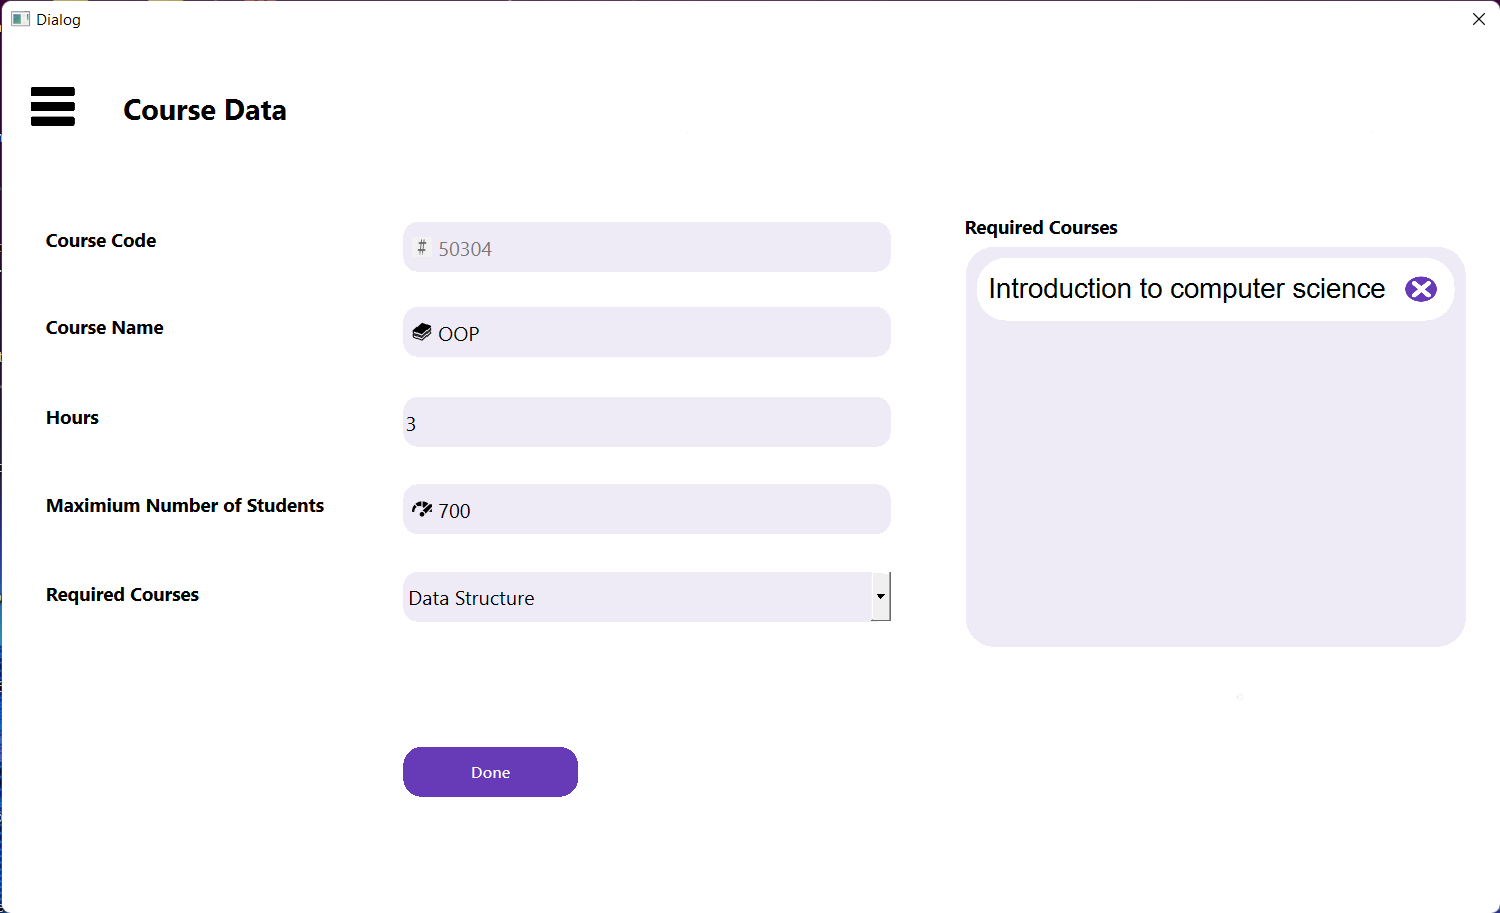 Dialog
Course Data
Course Code
# 50304
Course Name
OOP
Hours
3
Maximium Number of Students
700
Required Courses
Data Structure
Done
Required Courses
Introduction to computer science